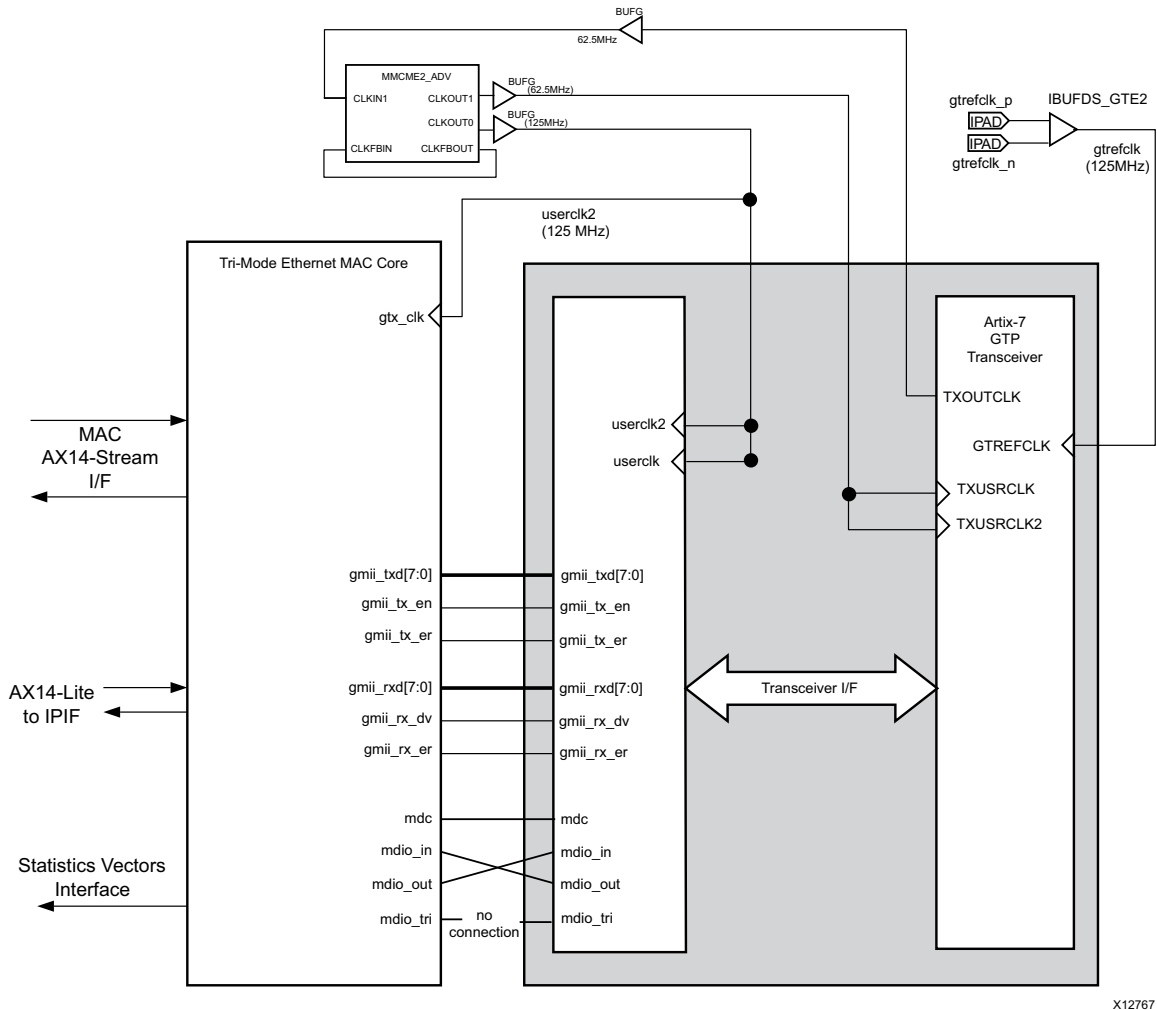 BUFG
62.5MHz
MMCME2_ADV
CLKIN1
CLKOUT1
CLKOUT0
CLKFBIN
CLKFBOUT
BUFG
(62.5MHz)
BUFG
(125MHz)
gtrefclk_p
IBUFDS_GTE2
IPAD
IPAD
gtrefclk_n
gtrefclk
(125MHz)
userclk2
(125 MHz)
Tri-Mode Ethernet MAC Core
gtx_clk
Artix-7
GTP
Transceiver
TXOUTCLK
GTREFCLK
TXUSRCLK
TXUSRCLK2
userclk2
userclk
MAC
AX14-Stream
I/F
gmii_txd[7:0]
gmii_txd[7:0]
gmii_tx_en
gmii_tx_en
gmii_tx_er
gmii_tx_er
AX14-Lite
to IPIF
gmii_rxd[7:0]
gmii_rxd[7:0]
Transceiver I/F
gmii_rx_dv
gmii_rx_dv
gmii_rx_er
gmii_rx_er
mdc
mdc
mdio_in
mdio_in
mdio_out
mdio_out
mdio_tri
no
connection
mdio_tri
Statistics Vectors
Interface
X12767